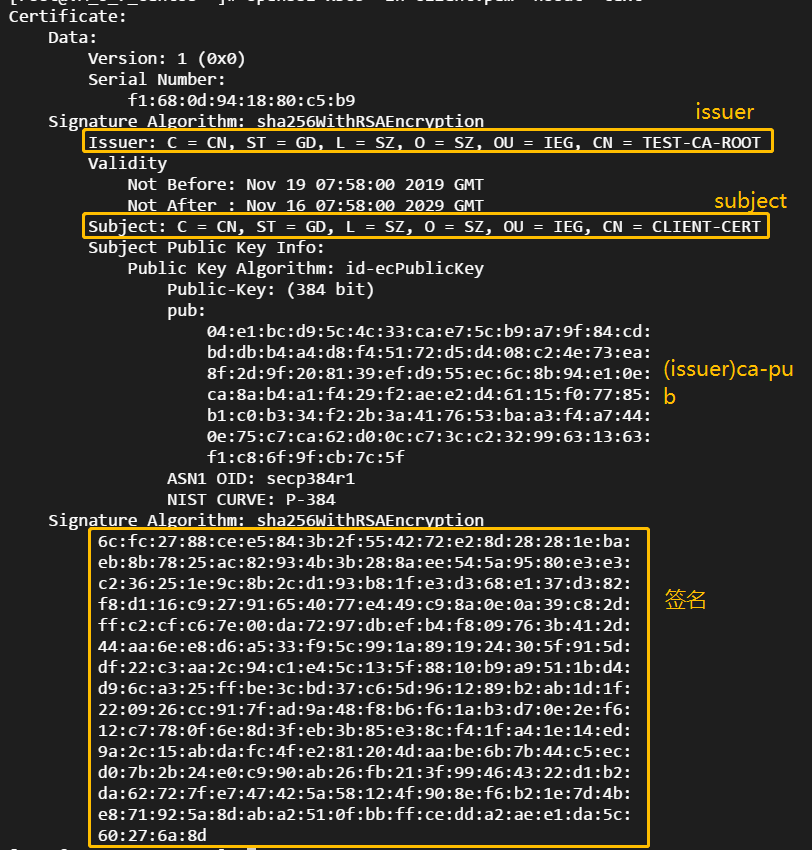 Certificate:
Data:
Version: 1 (0x0)
Serial Number:
f1:68:0d:94:18:80:c5:b9
Signature Algorithm: sha256WithRSAEncryption
issuer
Issuer: C = CN, ST = GD, L = SZ, O = SZ, OU = IEG, CN = TEST-CA-ROOT
Validity
Not Before: Nov 19 07:58:00 2019 GMT
Not After : Nov 16 07:58:00 2029 GMT
subject
Subject: C = CN, ST = GD, L = SZ, O = SZ, OU = IEG, CN = CLIENT-CERT
Subject Public Key Info:
Public Key Algorithm: id-ecPublicKey
Public-Key: (384 bit)
pub:
04:e1:bc:d9:5c:4c:33:ca:e7:5c:b9:a7:9f:84:cd:
bd:db:b4:a4:d8:f4:51:72:d5:d4:08:c2:4e:73:ea:
8f:2d:9f:20:81:39:ef:d9:55:ec:6c:8b:94:e1:0e:
(issuer)ca-pu
b
ca:8a:b4:a1:f4:29:f2:ae:e2:d4:61:15:f0:77:85:
b1:c0:b3:34:f2:2b:3a:41:76:53:ba:a3:f4:a7:44:
0e:75:c7:ca:62:d0:0c:c7:3c:c2:32:99:63:13:63:
f1:c8:6f:9f:cb:7c:5f
ASN1 OID: secp384r1
NIST CURVE: P-384
Signature Algorithm: sha256WithRSAEncryption
6c:fc:27:88:ce:e5:84:3b:2f:55:42:72:e2:8d:28:28:1e:ba:
eb:8b:78:25:ac:82:93:4b:3b:28:8a:ee:54:5a:95:80:e3:e3:
c2:36:25:1e:9c:8b:2c:d1:93:b8:1f:e3:d3:68:e1:37:d3:82:
f8:d1:16:c9:27:91:65:40:77:e4:49:c9:8a:0e:0a:39:c8:2d:
签名
ff:c2:cf:c6:7e:00:da:72:97:db:ef:b4:f8:09:76:3b:41:2d:
44:aa:6e:e8:d6:a5:33:f9:5c:99:1a:89:19:24:30:5f:91:5d:
df:22:c3:aa:2c:94:c1:e4:5c:13:5f:88:10:b9:a9:51:1b:d4:
d9:6c:a3:25:ff:be:3c:bd:37:c6:5d:96:12:89:b2:ab:1d:1f:
22:09:26:cc:91:7f:ad:9a:48:f8:b6:f6:1a:b3:d7:0e:2e:f6:
12:c7:78:0f:6e:8d:3f:eb:3b:85:e3:8c:f4:1f:a4:1e:14:ed:
9a:2c:15:ab:da:fc:4f:e2:81:20:4d:aa:be:6b:7b:44:c5:ec:
d0:7b:2b:24:e0:c9:90:ab:26:fb:21:3f:99:46:43:22:d1:b2:
da:62:72:7f:e7:47:42:5a:58:12:4f:90:8e:f6:b2:1e:7d:4b:
e8:71:92:5a:8d:ab:a2:51:0f:bb:ff:ce:dd:a2:ae:e1:da:5c:
60:27:6a:8d